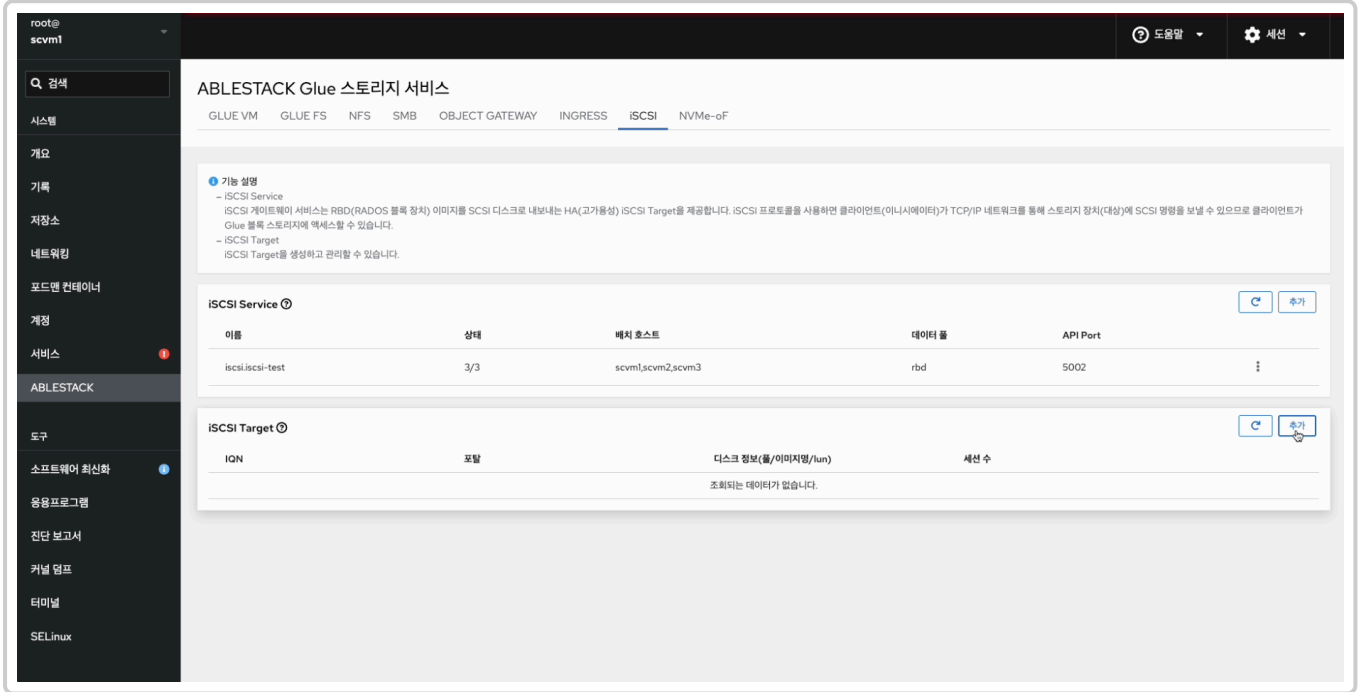 root@
scvm1
도움말
세션
검색
시스템
개요
기록
저장소
네트워킹
포드맨 컨테이너
계정
서비스
ABLESTACK
도구
소프트웨어 최신화
응용프로그램
진단 보고서
커널 덤프
터미널
SELinux
ABLESTACK Glue 스토리지 서비스
GLUE VM GLUE FS NFS SMB OBJECT GATEWAY INGRESS iSCSI NVMe-oF
기능 설명
– iSCSI Service
iSCSI 게이트웨이 서비스는 RBD(RADOS 블록 장치) 이미지를 SCSI 디스크로 내보내는 HA(고가용성) iSCSI Target을 제공합니다. iSCSI 프로토콜을 사용하면 클라이언트(이니시에이터)가 TCP/IP 네트워크를 통해 스토리지 장치(대상)에 SCSI 명령을 보낼 수 있으므로 클라이언트가
Glue 블록 스토리지에 액세스할 수 있습니다.
– iSCSI Target
iSCSI Target을 생성하고 관리할 수 있습니다.
iSCSI Service
추가
이름 상태 배치 호스트 데이터 풀 API Port
iscsi.iscsi-test 3/3 scvm1,scvm2,scvm3 rbd 5002
iSCSI Target
추가
IQN 포탈 디스크 정보(풀/이미지명/lun) 세션 수
조회되는 데이터가 없습니다.